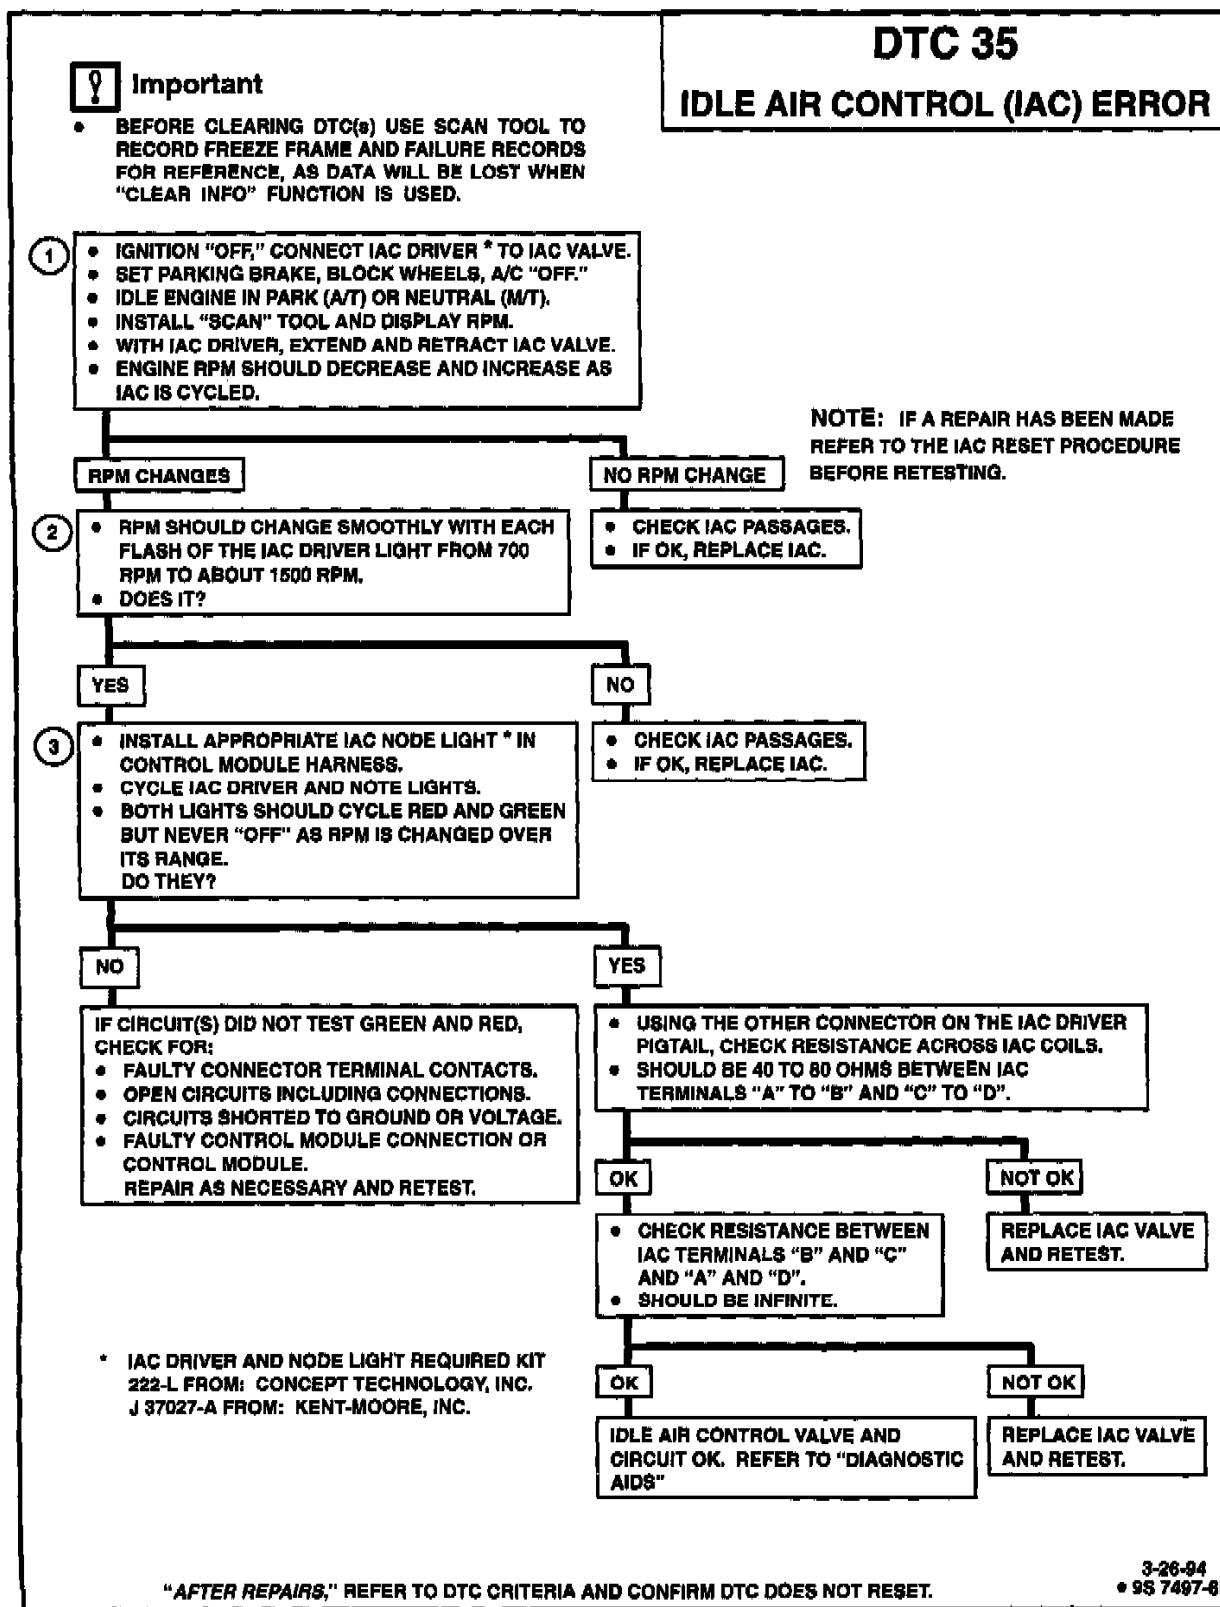 DTC 35
IDLE AIR CONTROL (IAC) ERROR
Important
• BEFORE CLEARING DTC(s) USE SCAN TOOL TO
RECORD FREEZE FRAME AND FAILURE RECORDS
FOR REFERENCE, AS DATA WILL BE LOST WHEN
“CLEAR INFO” FUNCTION IS USED.
1
• IGNITION “OFF,” CONNECT IAC DRIVER * TO IAC VALVE.
• SET PARKING BRAKE, BLOCK WHEELS, A/C “OFF.”
• IDLE ENGINE IN PARK (A/T) OR NEUTRAL (M/T).
• INSTALL “SCAN” TOOL AND DISPLAY RPM.
• WITH IAC DRIVER, EXTEND AND RETRACT IAC VALVE.
• ENGINE RPM SHOULD DECREASE AND INCREASE AS
IAC IS CYCLED.
NOTE: IF A REPAIR HAS BEEN MADE
REFER TO THE IAC RESET PROCEDURE
BEFORE RETESTING.
RPM CHANGES
NO RPM CHANGE
2
• RPM SHOULD CHANGE SMOOTHLY WITH EACH
FLASH OF THE IAC DRIVER LIGHT FROM 700
RPM TO ABOUT 1500 RPM.
• DOES IT?
• CHECK IAC PASSAGES.
• IF OK, REPLACE IAC.
YES
NO
3
• INSTALL APPROPRIATE IAC NODE LIGHT * IN
CONTROL MODULE HARNESS.
• CYCLE IAC DRIVER AND NOTE LIGHTS.
• BOTH LIGHTS SHOULD CYCLE RED AND GREEN
BUT NEVER “OFF” AS RPM IS CHANGED OVER
ITS RANGE.
DO THEY?
• CHECK IAC PASSAGES.
• IF OK, REPLACE IAC.
NO
YES
IF CIRCUIT(S) DID NOT TEST GREEN AND RED,
CHECK FOR:
• FAULTY CONNECTOR TERMINAL CONTACTS.
• OPEN CIRCUITS INCLUDING CONNECTIONS.
• CIRCUITS SHORTED TO GROUND OR VOLTAGE.
• FAULTY CONTROL MODULE CONNECTION OR
CONTROL MODULE.
REPAIR AS NECESSARY AND RETEST.
• USING THE OTHER CONNECTOR ON THE IAC DRIVER
PIGTAIL, CHECK RESISTANCE ACROSS IAC COILS.
• SHOULD BE 40 TO 80 OHMS BETWEEN IAC
TERMINALS “A” TO “B” AND “C” TO “D”.
OK
NOT OK
• CHECK RESISTANCE BETWEEN
IAC TERMINALS “B” AND “C”
AND “A” AND “D”.
• SHOULD BE INFINITE.
REPLACE IAC VALVE
AND RETEST.
* IAC DRIVER AND NODE LIGHT REQUIRED KIT
222-L FROM: CONCEPT TECHNOLOGY, INC.
J 37027-A FROM: KENT-MOORE, INC.
OK
NOT OK
IDLE AIR CONTROL VALVE AND
CIRCUIT OK. REFER TO “DIAGNOSTIC
AIDS”
REPLACE IAC VALVE
AND RETEST.
3-26-94
• 9S 7497-6
“AFTER REPAIRS,” REFER TO DTC CRITERIA AND CONFIRM DTC DOES NOT RESET.